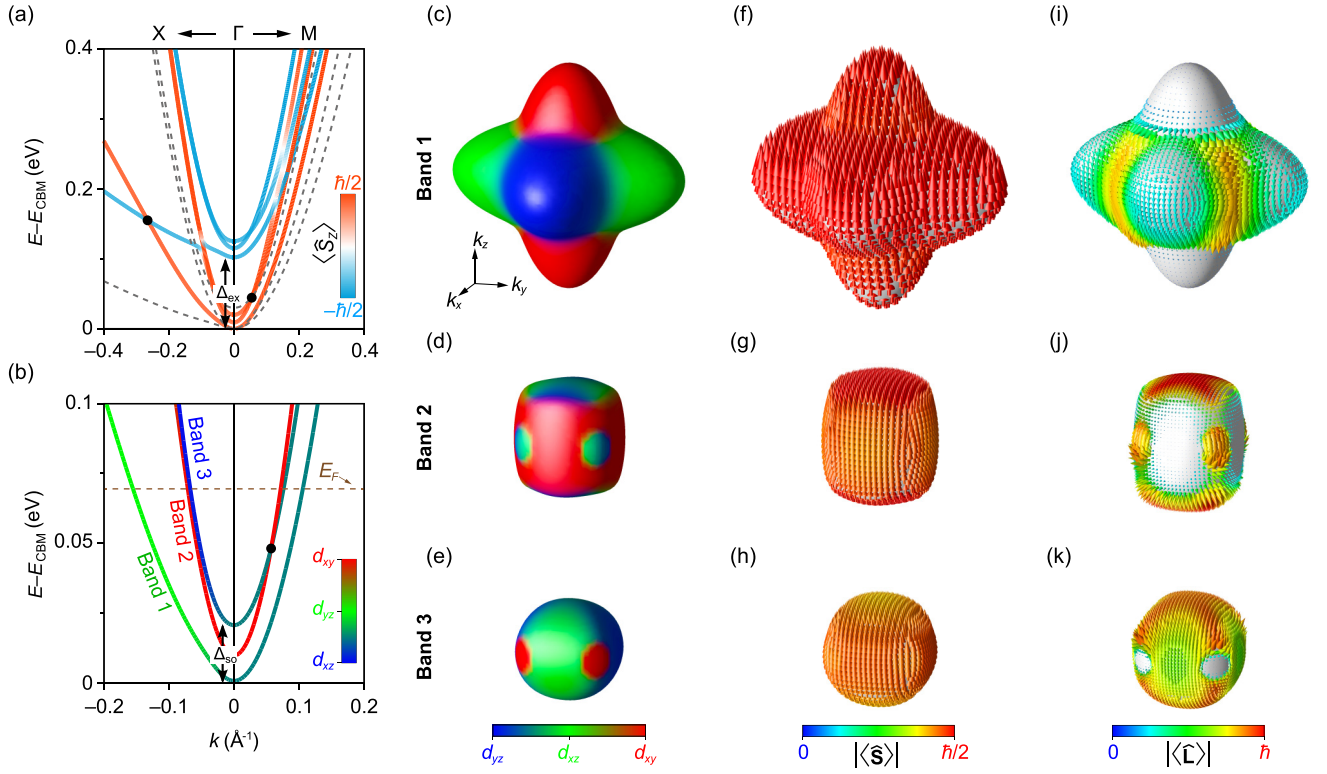 (a)
X ← Γ → M
E–E_CBM (eV)
0.4
0.2
0
ħ/2
⟨Ŝ_Z⟩
–ħ/2
Δ_ex
–0.4 –0.2 0 0.2 0.4
(b)
E–E_CBM (eV)
0.1
0.05
0
Band 3
Band 2
Band 1
E_F
d_xy
d_yz
d_xz
Δ_so
–0.2 –0.1 0 0.1 0.2
k (Å⁻¹)
(c)
(f)
(i)
Band 1
k_z
k_y
k_x
(d)
(g)
(j)
Band 2
(e)
(h)
(k)
Band 3
d_yz d_xz d_xy
0 |⟨Ŝ⟩| ħ/2
0 |⟨L̂⟩| ħ